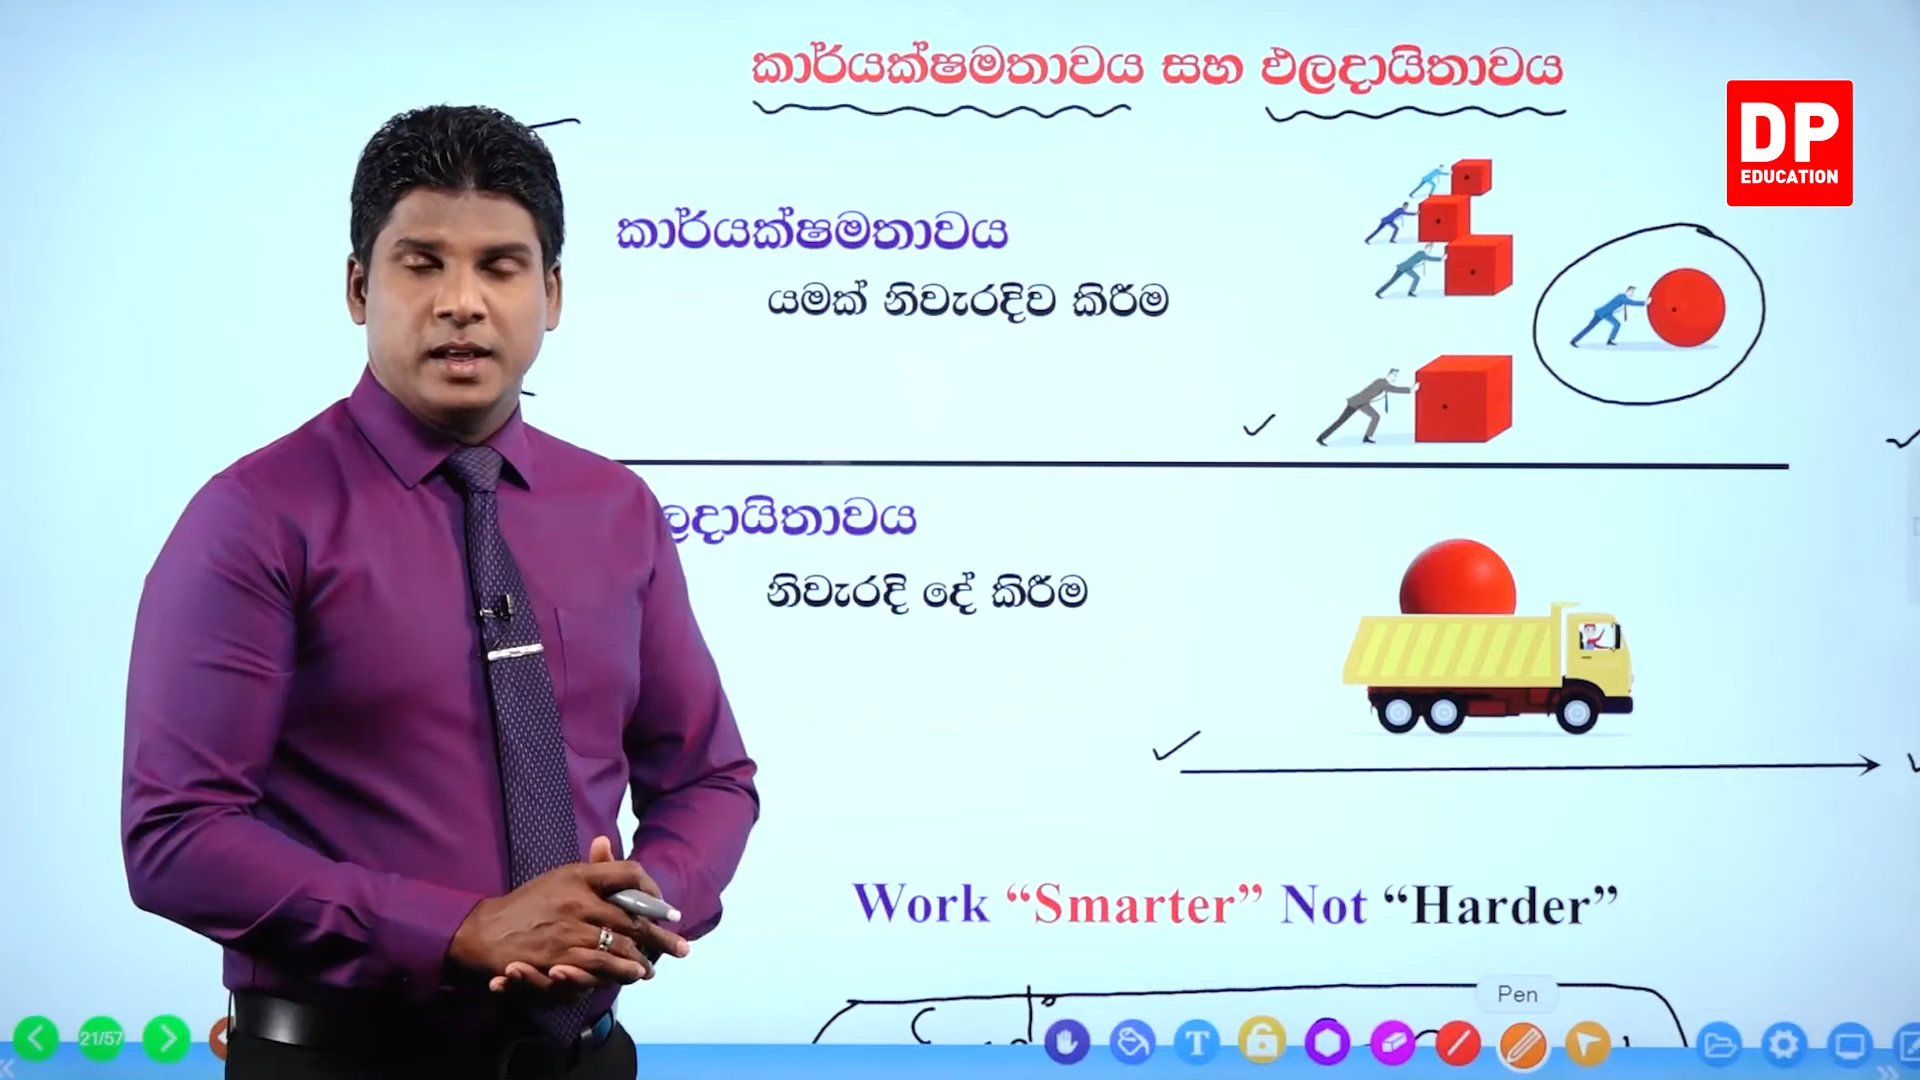 කාර්යක්ෂමතාවය සහ ඵලදායිතාවය
DP
EDUCATION
කාර්යක්ෂමතාවය
යමක් නිවැරදිව කිරීම
ලදායිතාවය
නිවැරදි දේ කිරීම
Work “Smarter” Not “Harder”
Pen
21/57
T